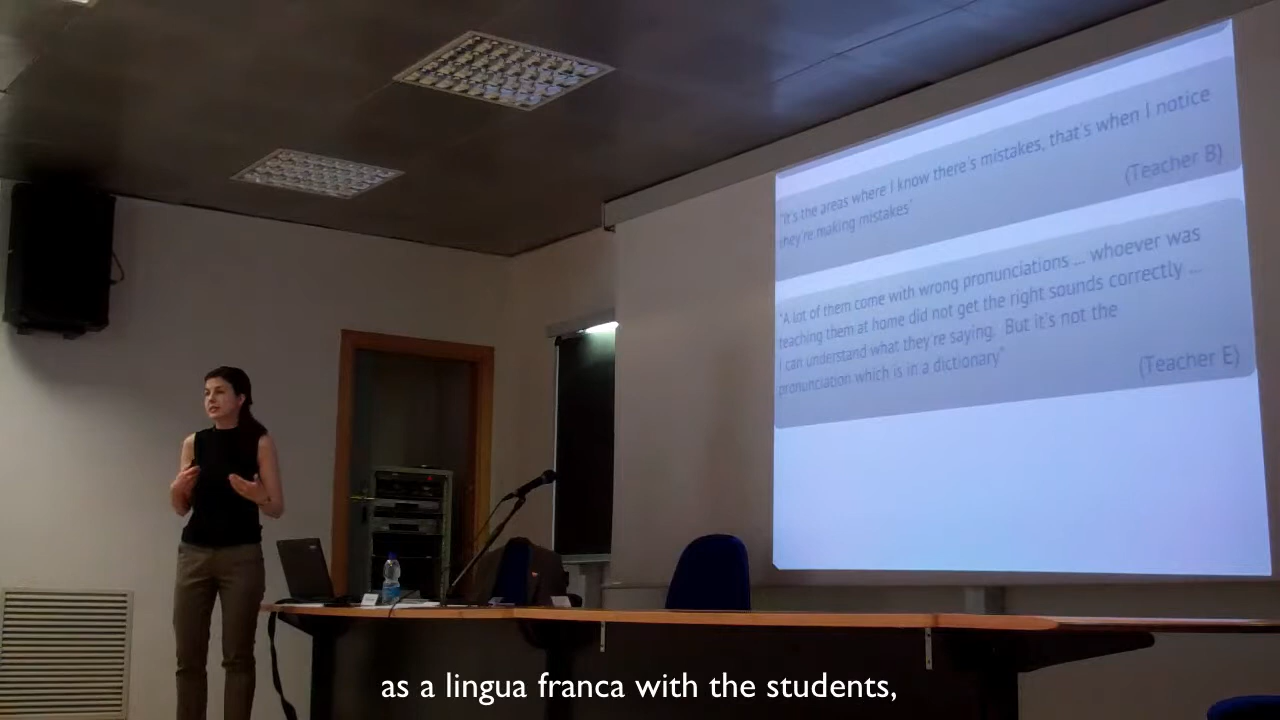 "It's the areas where I know there's mistakes, that's when I notice
they're making mistakes"
(Teacher B)
"A lot of them come with wrong pronunciations ... whoever was
teaching them at home did not get the right sounds correctly ...
I can understand what they're saying. But it's not the
pronunciation which is in a dictionary"
(Teacher E)
as a lingua franca with the students,